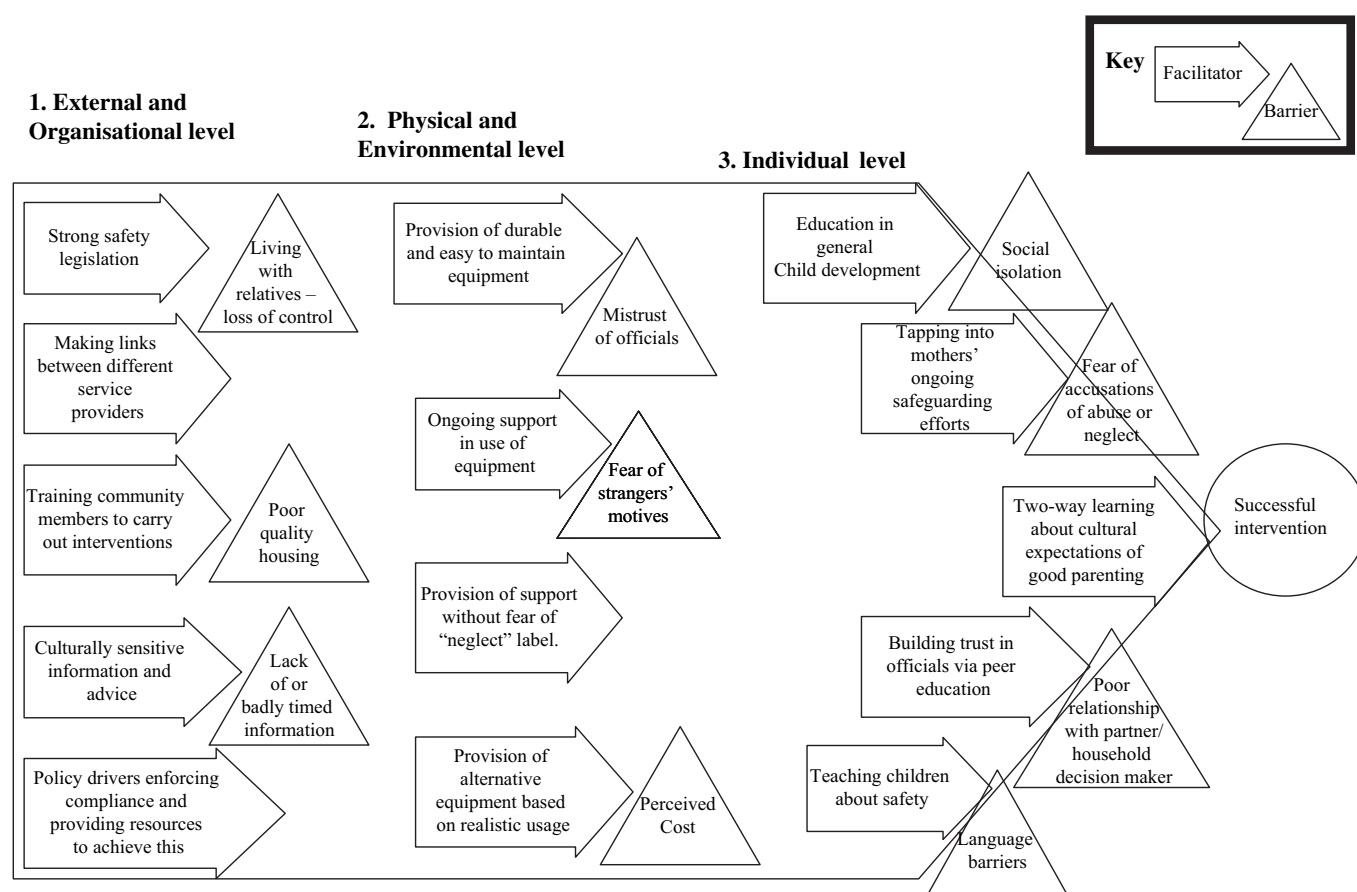 Key
Facilitator
Barrier
1. External and
Organisational level
2. Physical and
Environmental level
3. Individual level
Strong safety
legislation
Living
with
relatives –
loss of control
Making links
between different
service
providers
Training community
members to carry
out interventions
Poor
quality
housing
Culturally sensitive
information and
advice
Lack
of or
badly timed
information
Policy drivers enforcing
compliance and
providing resources
to achieve this
Provision of durable
and easy to maintain
equipment
Mistrust
of officials
Ongoing support
in use of
equipment
Fear of
strangers’
motives
Provision of support
without fear of
“neglect” label.
Provision of
alternative
equipment based
on realistic usage
Perceived
Cost
Education in
general
Child development
Social
isolation
Tapping into
mothers’
ongoing
safeguarding
efforts
Fear of
accusations
of abuse or
neglect
Two-way learning
about cultural
expectations of
good parenting
Building trust in
officials via peer
education
Poor
relationship
with partner/
household
decision maker
Teaching children
about safety
Language
barriers
Successful
intervention